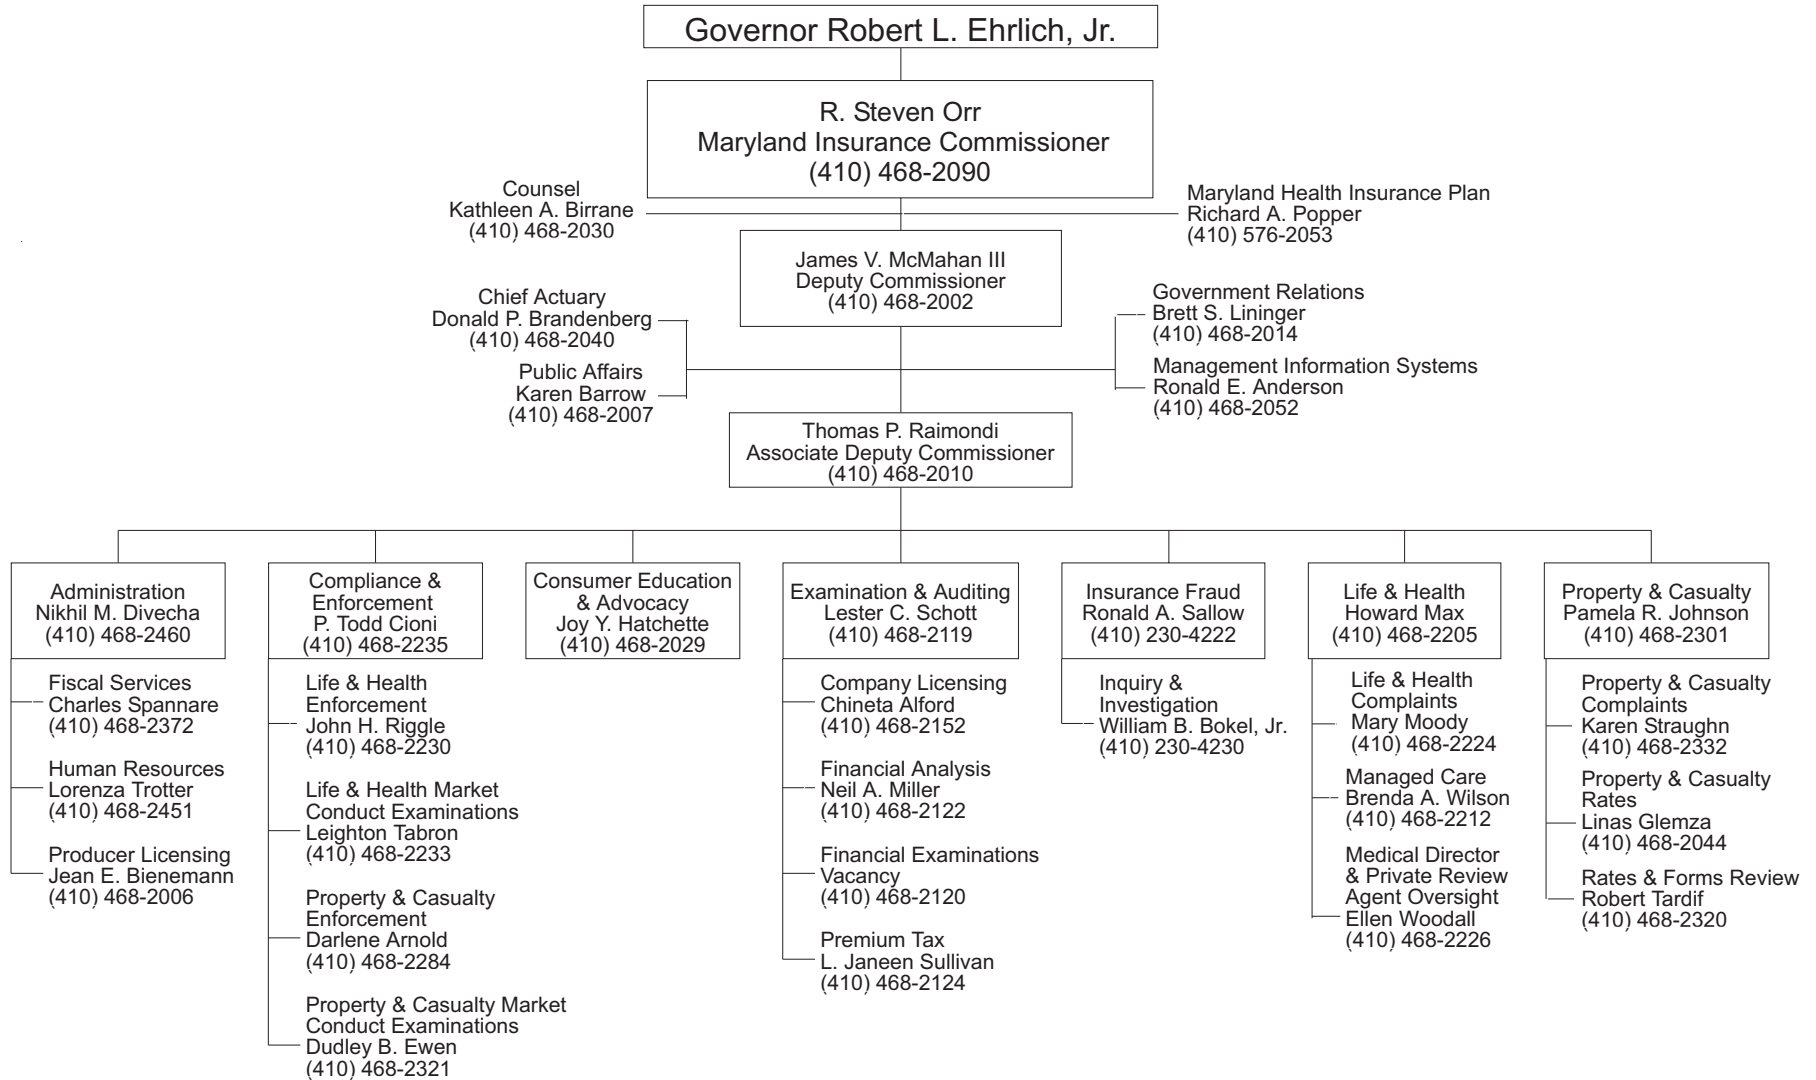 Governor Robert L. Ehrlich, Jr.
R. Steven Orr
Maryland Insurance Commissioner
(410) 468-2090
Counsel
Kathleen A. Birrane
(410) 468-2030
Maryland Health Insurance Plan
Richard A. Popper
(410) 576-2053
James V. McMahan III
Deputy Commissioner
(410) 468-2002
Chief Actuary
Donald P. Brandenberg
(410) 468-2040
Public Affairs
Karen Barrow
(410) 468-2007
Government Relations
Brett S. Lininger
(410) 468-2014
Management Information Systems
Ronald E. Anderson
(410) 468-2052
Thomas P. Raimondi
Associate Deputy Commissioner
(410) 468-2010
Administration
Nikhil M. Divecha
(410) 468-2460
Fiscal Services
Charles Spannare
(410) 468-2372
Human Resources
Lorenza Trotter
(410) 468-2451
Producer Licensing
Jean E. Bienemann
(410) 468-2006
Compliance &
Enforcement
P. Todd Cioni
(410) 468-2235
Life & Health
Enforcement
John H. Riggle
(410) 468-2230
Life & Health Market
Conduct Examinations
Leighton Tabron
(410) 468-2233
Property & Casualty
Enforcement
Darlene Arnold
(410) 468-2284
Property & Casualty Market
Conduct Examinations
Dudley B. Ewen
(410) 468-2321
Consumer Education
& Advocacy
Joy Y. Hatchette
(410) 468-2029
Examination & Auditing
Lester C. Schott
(410) 468-2119
Company Licensing
Chineta Alford
(410) 468-2152
Financial Analysis
Neil A. Miller
(410) 468-2122
Financial Examinations
Vacancy
(410) 468-2120
Premium Tax
L. Janeen Sullivan
(410) 468-2124
Insurance Fraud
Ronald A. Sallow
(410) 230-4222
Inquiry &
Investigation
William B. Bokel, Jr.
(410) 230-4230
Life & Health
Howard Max
(410) 468-2205
Life & Health
Complaints
Mary Moody
(410) 468-2224
Managed Care
Brenda A. Wilson
(410) 468-2212
Medical Director
& Private Review
Agent Oversight
Ellen Woodall
(410) 468-2226
Property & Casualty
Pamela R. Johnson
(410) 468-2301
Property & Casualty
Complaints
Karen Straughn
(410) 468-2332
Property & Casualty
Rates
Linas Glemza
(410) 468-2044
Rates & Forms Review
Robert Tardif
(410) 468-2320